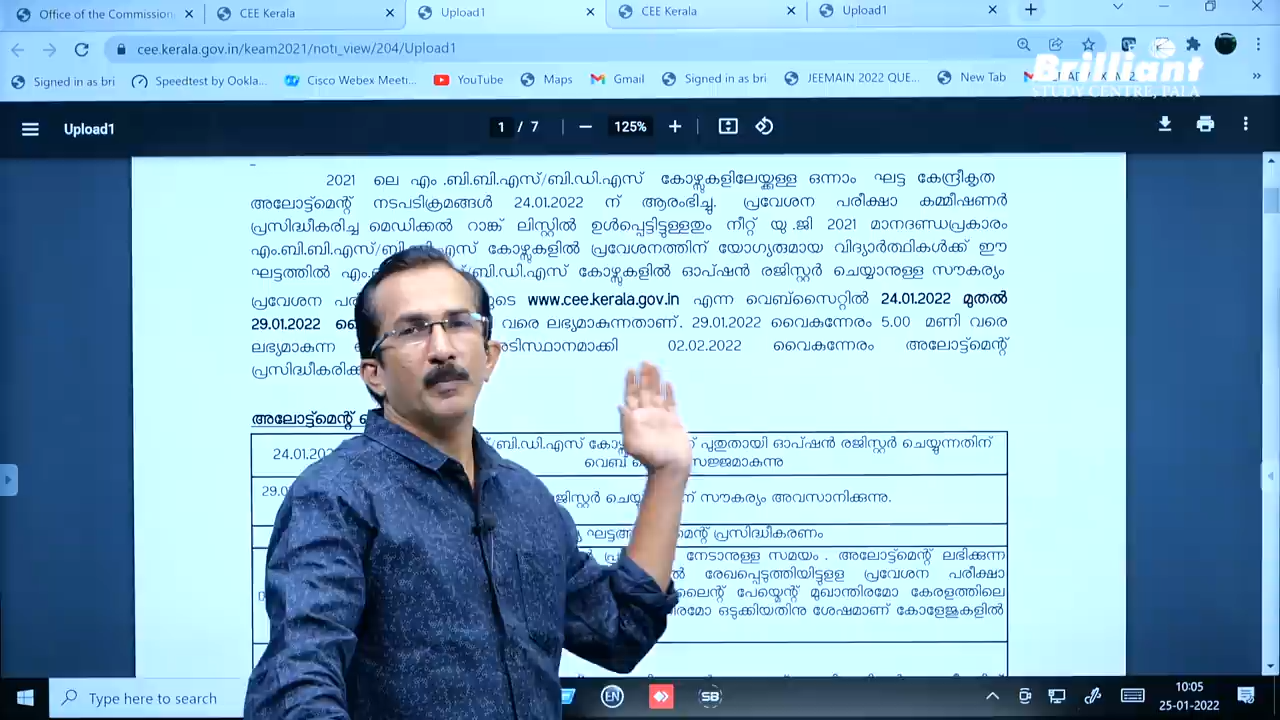 Office of the Commission
CEE Kerala
Upload1
CEE Kerala
Upload1
cee.kerala.gov.in/keam2021/noti_view/204/Upload1
Signed in as bri
Speedtest by Ookla...
Cisco Webex Meeti...
YouTube
Maps
Gmail
Signed in as bri
JEEMAIN 2022 QUE...
New Tab
Brilliant
STUDY CENTRE, PALA
Upload1
1 / 7
125%
2021 ലെ എം .ബി.ബി.എസ്/ബി.ഡി.എസ് കോഴ്സുകളിലേയ്ക്കുള്ള ഒന്നാം ഘട്ട കേന്ദ്രീകൃത
അലോട്ട്മെന്റ് നടപടിക്രമങ്ങൾ 24.01.2022 ന് ആരംഭിച്ചു. പ്രവേശന പരീക്ഷാ കമ്മീഷണർ
പ്രസിദ്ധീകരിച്ച മെഡിക്കൽ റാങ്ക് ലിസ്റ്റിൽ ഉൾപ്പെട്ടിട്ടുള്ളതും നീറ്റ് യു .ജി 2021 മാനദണ്ഡപ്രകാരം
എം.ബി.ബി.എസ്/ബി.ഡി.എസ് കോഴ്സുകളിൽ പ്രവേശനത്തിന് യോഗ്യരുമായ വിദ്യാർത്ഥികൾക്ക് ഈ
ഘട്ടത്തിൽ /ബി.ഡി.എസ് കോഴ്സുകളിൽ ഓപ്ഷൻ രജിസ്റ്റർ ചെയ്യാനുള്ള സൗകര്യം
പ്രവേശന www.cee.kerala.gov.in എന്ന വെബ്സൈറ്റിൽ 24.01.2022 മുതൽ
29.01.2022 വരെ ലഭ്യമാകുന്നതാണ്. 29.01.2022 വൈകുന്നേരം 5.00 മണി വരെ
ലഭ്യമാകുന്ന 02.02.2022 വൈകുന്നേരം അലോട്ട്മെന്റ്
അലോട്ട്മെന്റ്
/ബി.ഡി.എസ് പുതുതായി ഓപ്ഷൻ രജിസ്റ്റർ ചെയ്യുന്നതിന്
വെബ് സജ്ജമാകുന്നു
സൗകര്യം അവസാനിക്കുന്നു.
പ്രസിദ്ധീകരണം
നേടാനുള്ള സമയം . അലോട്ട്മെന്റ് ലഭിക്കുന്ന
രേഖപ്പെടുത്തിയിട്ടുള്ള പ്രവേശന പരീക്ഷാ
പേയ്മെന്റ് മുഖാന്തിരമോ കേരളത്തിലെ
ഒടുക്കിയതിനു ശേഷമാണ് കോളേജുകളിൽ
Type here to search
EN
SB
10:05
25-01-2022